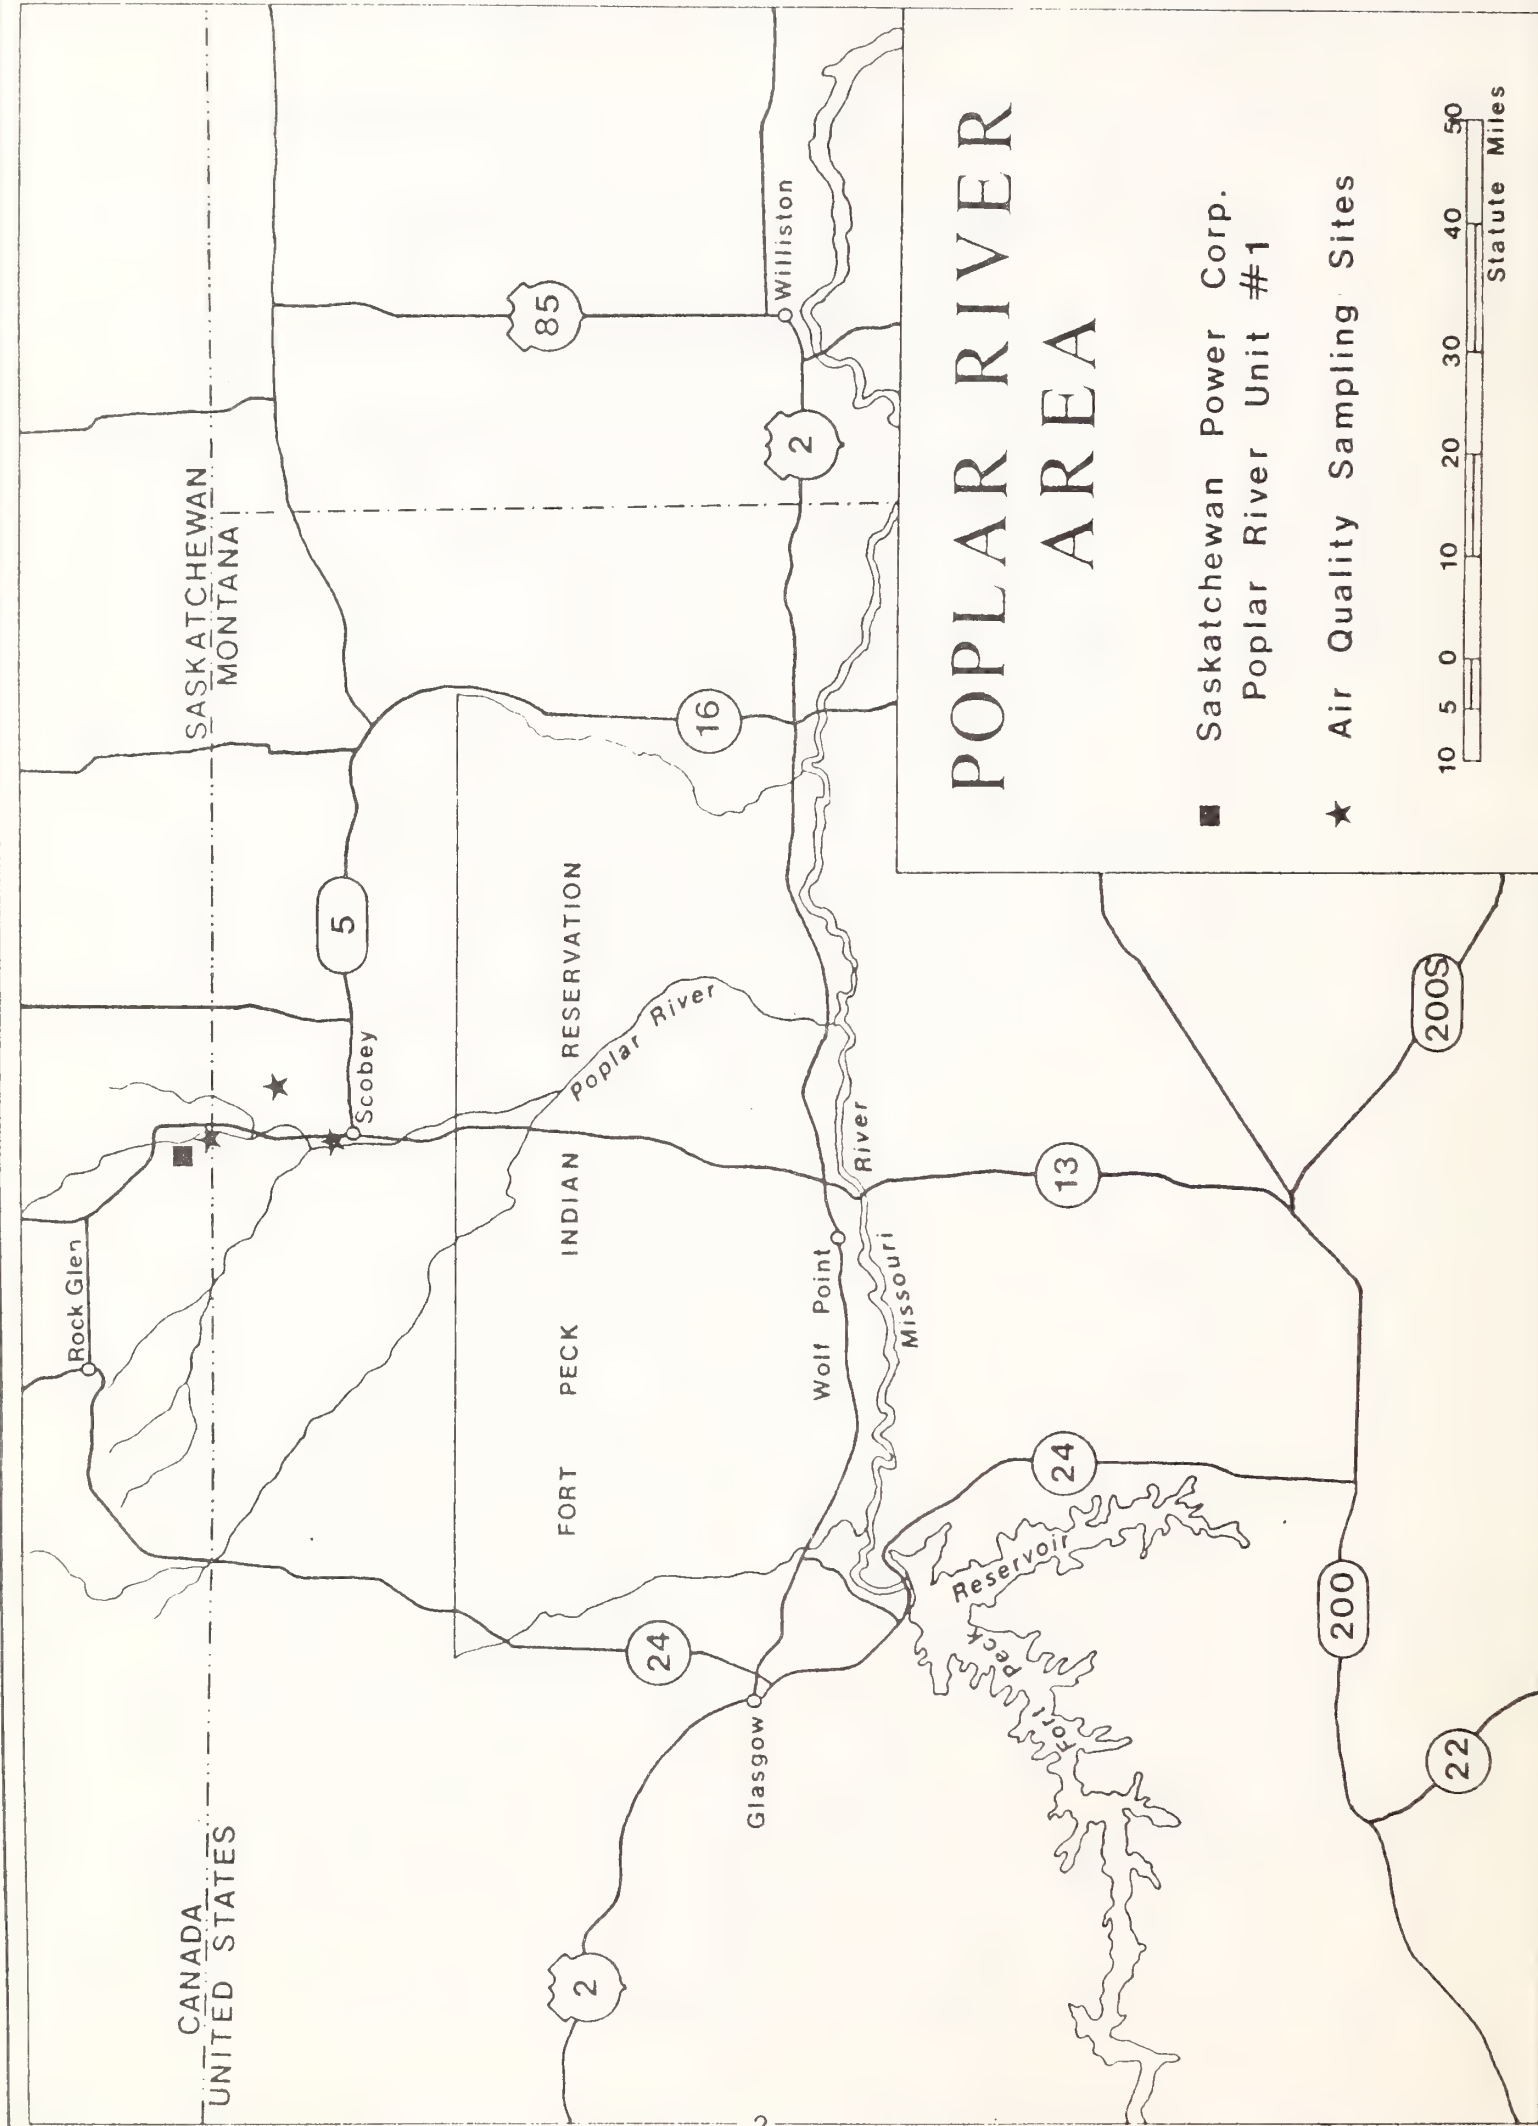 CANADA
UNITED STATES
SASKATCHEWAN
MONTANA
Rock Glen
Scobey
5
85
FORT PECK INDIAN RESERVATION
Poplar River
16
24
2
Glasgow
Wolf Point
Missouri River
2
Williston
Fort Peck Reservoir
24
13
200
200S
22
POPLAR RIVER
AREA
■ Saskatchewan Power Corp.
Poplar River Unit #1
★ Air Quality Sampling Sites
10 5 0 10 20 30 40 50
Statute Miles
2